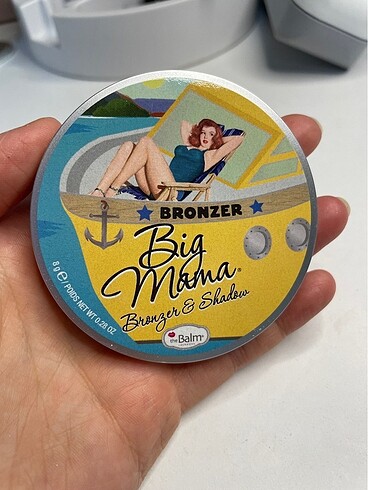 BRONZER
Big
Mama®
Bronzer & Shadow
theBalm®
8 g ℮ / POIDS NET WT. 0.28 OZ.